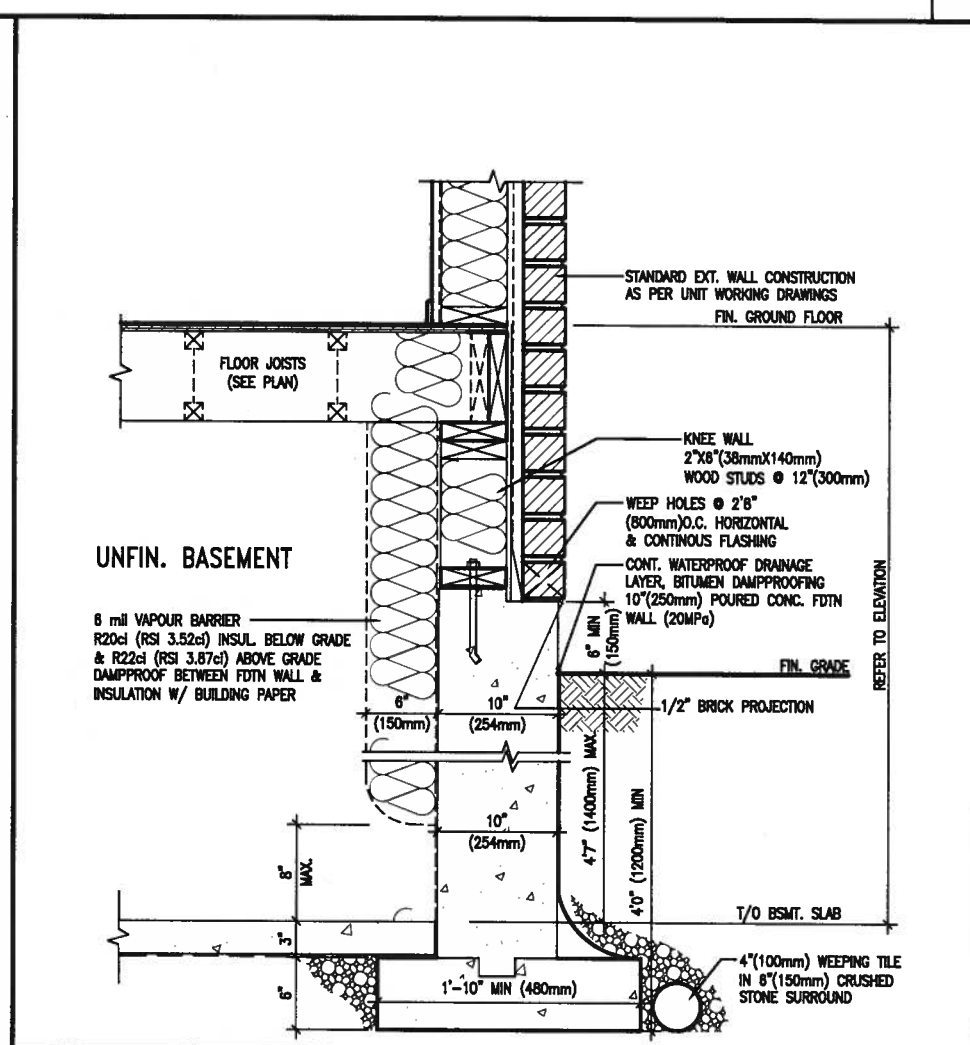 STANDARD EXT. WALL CONSTRUCTION
AS PER UNIT WORKING DRAWINGS
FIN. GROUND FLOOR
FLOOR JOISTS
(SEE PLAN)
KNEE WALL
2"X6"(38mmX140mm)
WOOD STUDS @ 12"(300mm)
WEEP HOLES @ 2'8"
(800mm)O.C. HORIZONTAL
& CONTINOUS FLASHING
UNFIN. BASEMENT
CONT. WATERPROOF DRAINAGE
LAYER, BITUMEN DAMPPROOFING
10"(250mm) POURED CONC. FDTN
WALL (20MPa)
6 mil VAPOUR BARRIER
R20ci (RSI 3.52ci) INSUL. BELOW GRADE
& R22ci (RSI 3.87ci) ABOVE GRADE
DAMPPROOF BETWEEN FDTN WALL &
INSULATION W/ BUILDING PAPER
6" MIN
(150mm)
REFER TO ELEVATION
FIN. GRADE
6"
(150mm)
10"
(254mm)
1/2" BRICK PROJECTION
10"
(254mm)
4'7" (1400mm) MAX.
4'0" (1200mm) MIN
8"
MAX.
T/O BSMT. SLAB
3"
6"
1'-10" MIN (480mm)
4"(100mm) WEEPING TILE
IN 6"(150mm) CRUSHED
STONE SURROUND